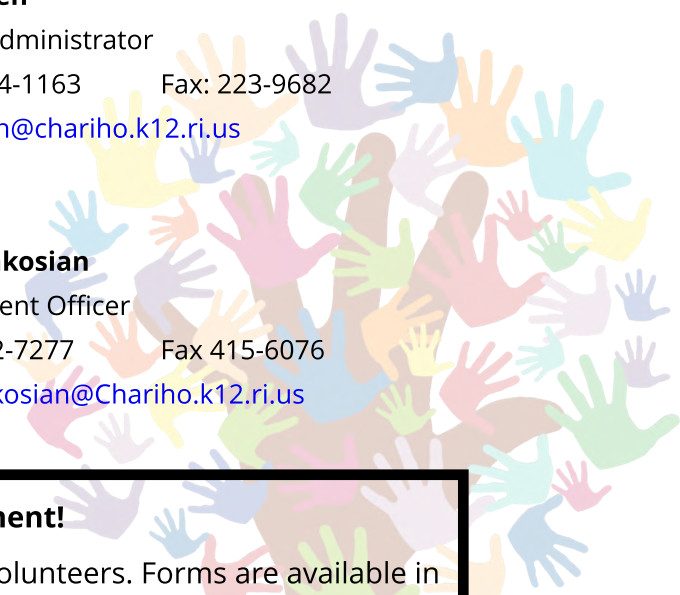 dministrator
4-1163 Fax: 223-9682
n@chariho.k12.ri.us
kosian
ent Officer
2-7277 Fax 415-6076
kosian@Chariho.k12.ri.us
nent!
olunteers. Forms are available in